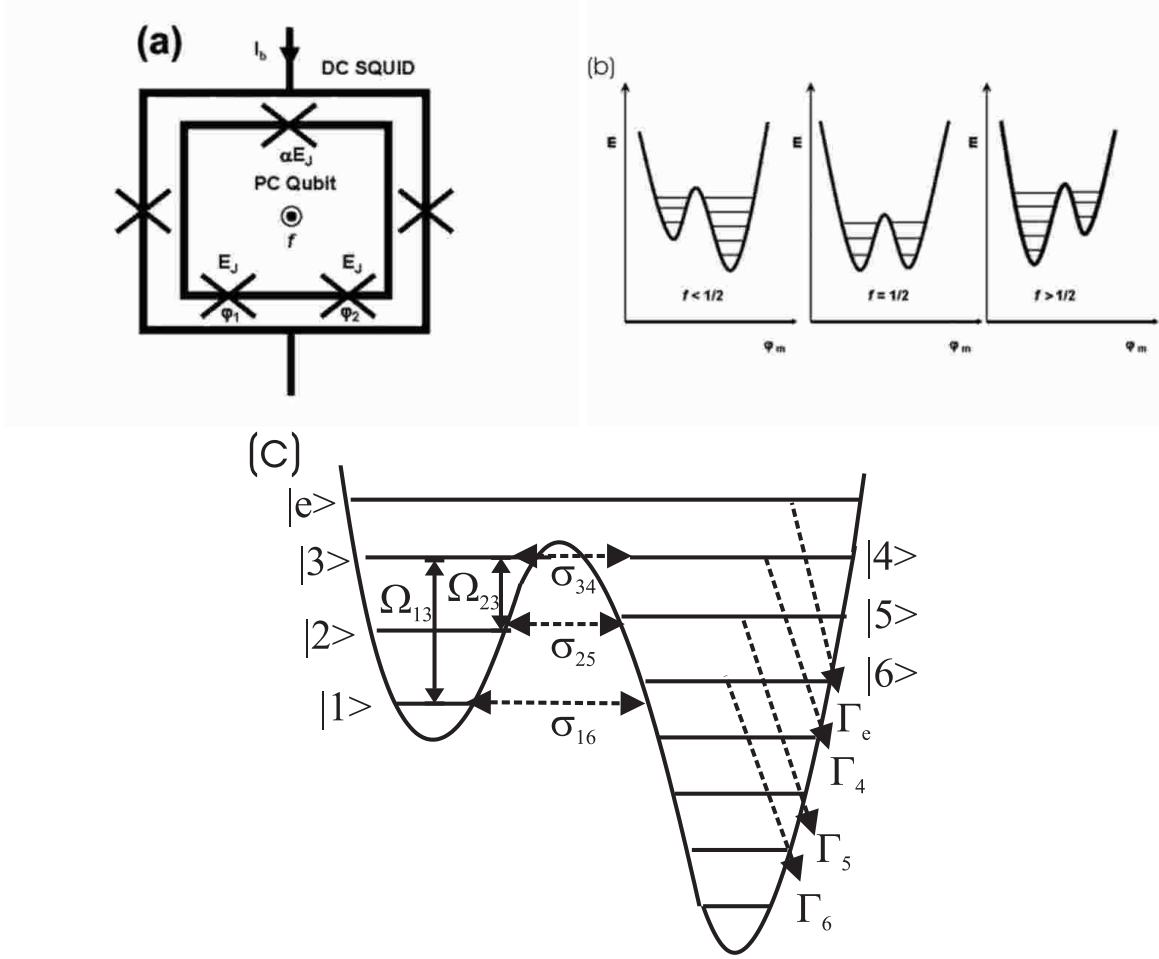 (a)
I_b
DC SQUID
αE_J
PC Qubit
f
E_J E_J
φ_1 φ_2
(b)
E E E
f < 1/2 f = 1/2 f > 1/2
φ_m φ_m φ_m
(C)
|e>
|3> |4>
σ_34
Ω_13 Ω_23
|5>
|2>
σ_25
|6>
|1>
σ_16
Γ_e
Γ_4
Γ_5
Γ_6